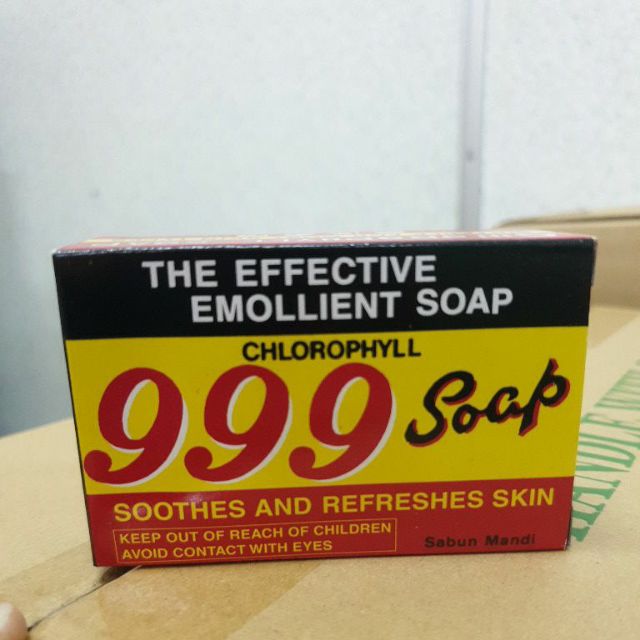 THE EFFECTIVE
EMOLLIENT SOAP
CHLOROPHYLL
999 Soap
SOOTHES AND REFRESHES SKIN
KEEP OUT OF REACH OF CHILDREN
AVOID CONTACT WITH EYES
Sabun Mandi